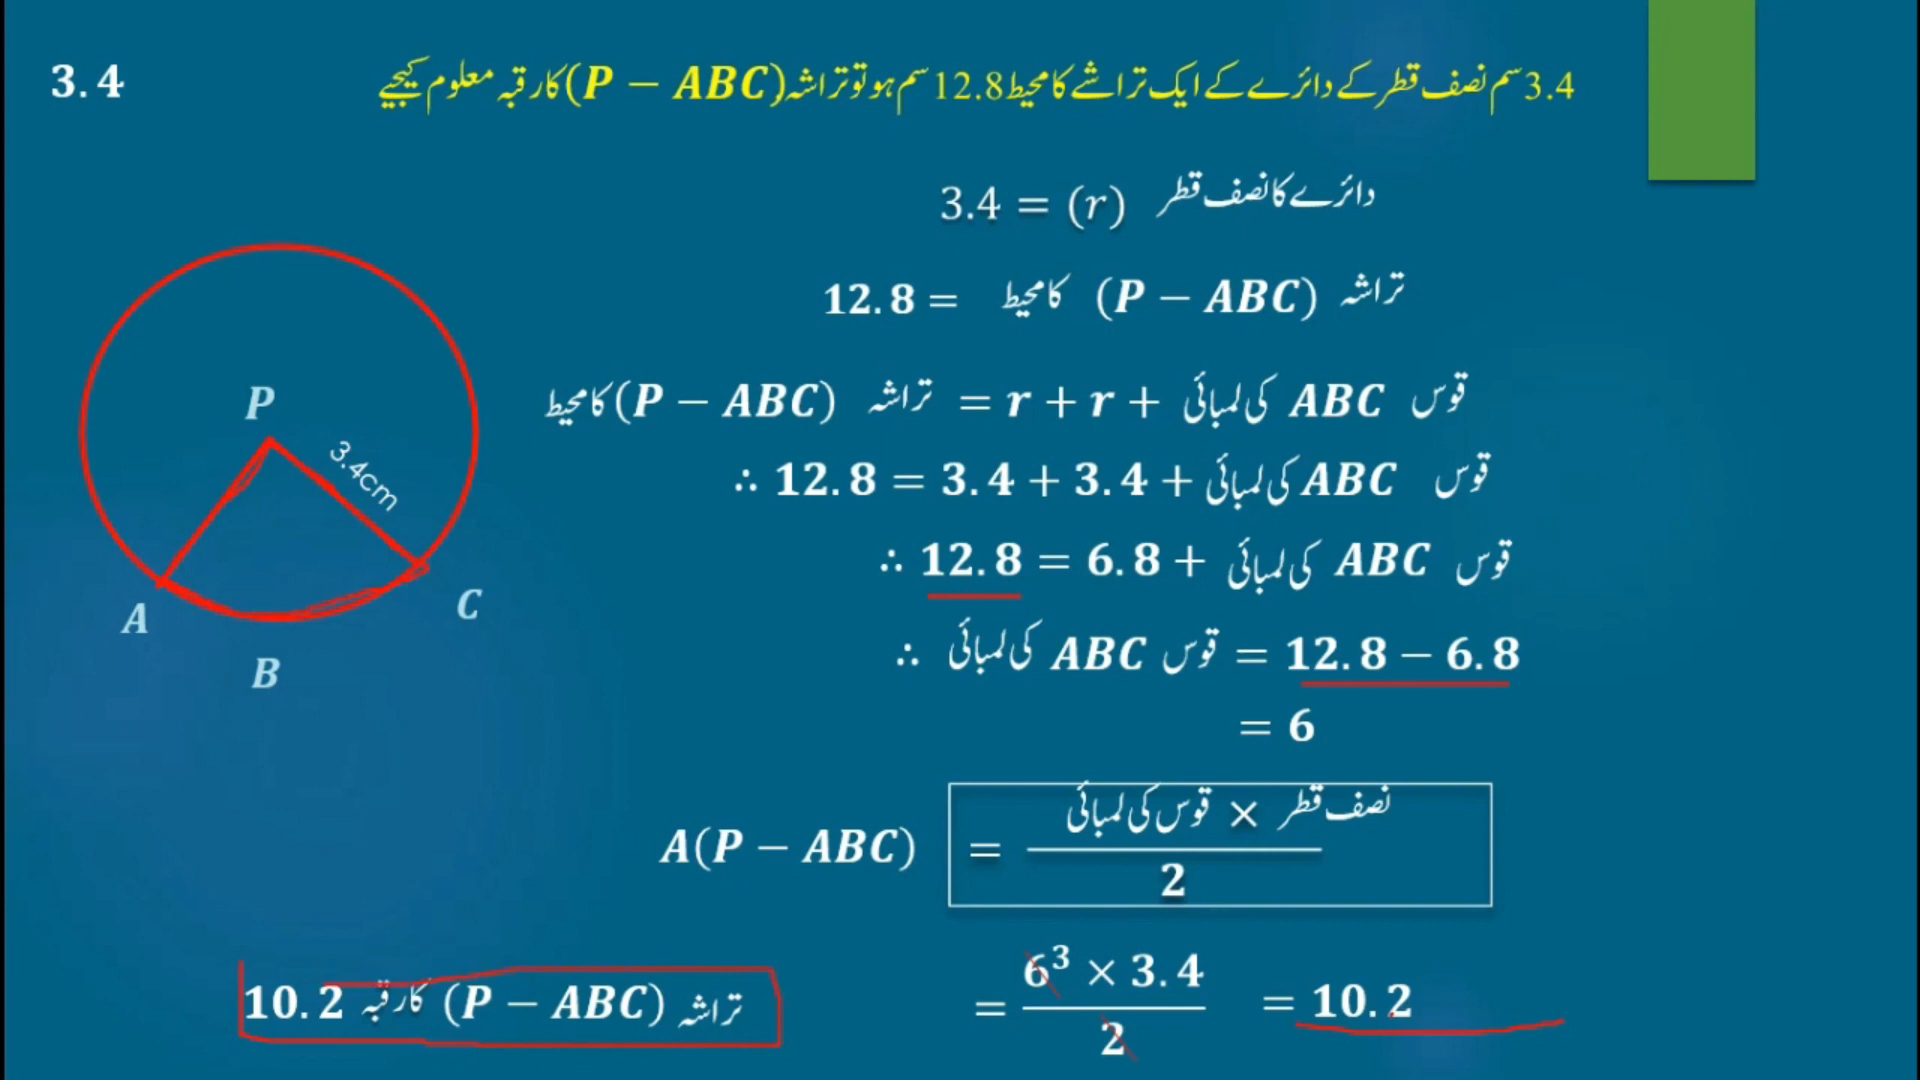 3.4
3.4 سم نصف قطر کے دائرے کے ایک تراشے کا محیط 12.8 سم ہو تو تراشہ (P − ABC) کا رقبہ معلوم کیجیے
دائرے کا نصف قطر (r) = 3.4
تراشہ (P − ABC) کا محیط = 12.8
تراشہ (P − ABC) کا محیط = r + r + قوس ABC کی لمبائی
∴ 12.8 = 3.4 + 3.4 + قوس ABC کی لمبائی
∴ 12.8 = 6.8 + قوس ABC کی لمبائی
∴ قوس ABC کی لمبائی = 12.8 − 6.8
= 6
A(P − ABC) = نصف قطر × قوس کی لمبائی
2
= 6³ × 3.4 = 10.2
2
تراشہ (P − ABC) کا رقبہ 10.2
P
3.4cm
A
C
B